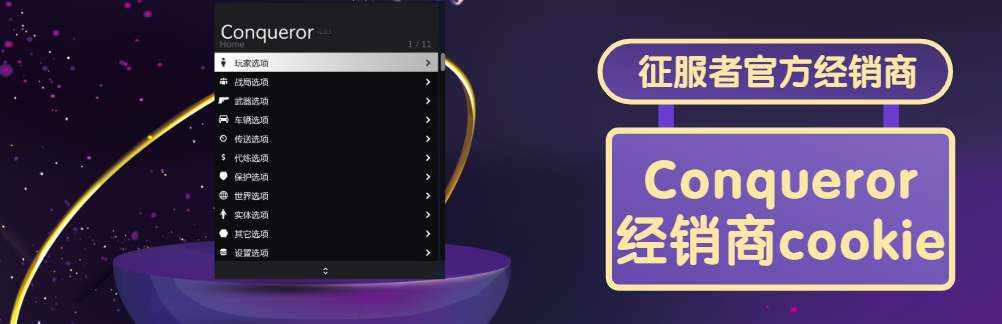 Conqueror
Home 1 / 11
玩家选项
战局选项
武器选项
车辆选项
传送选项
代练选项
保护选项
世界选项
实体选项
其它选项
设置选项
征服者官方经销商
Conqueror
经销商cookie